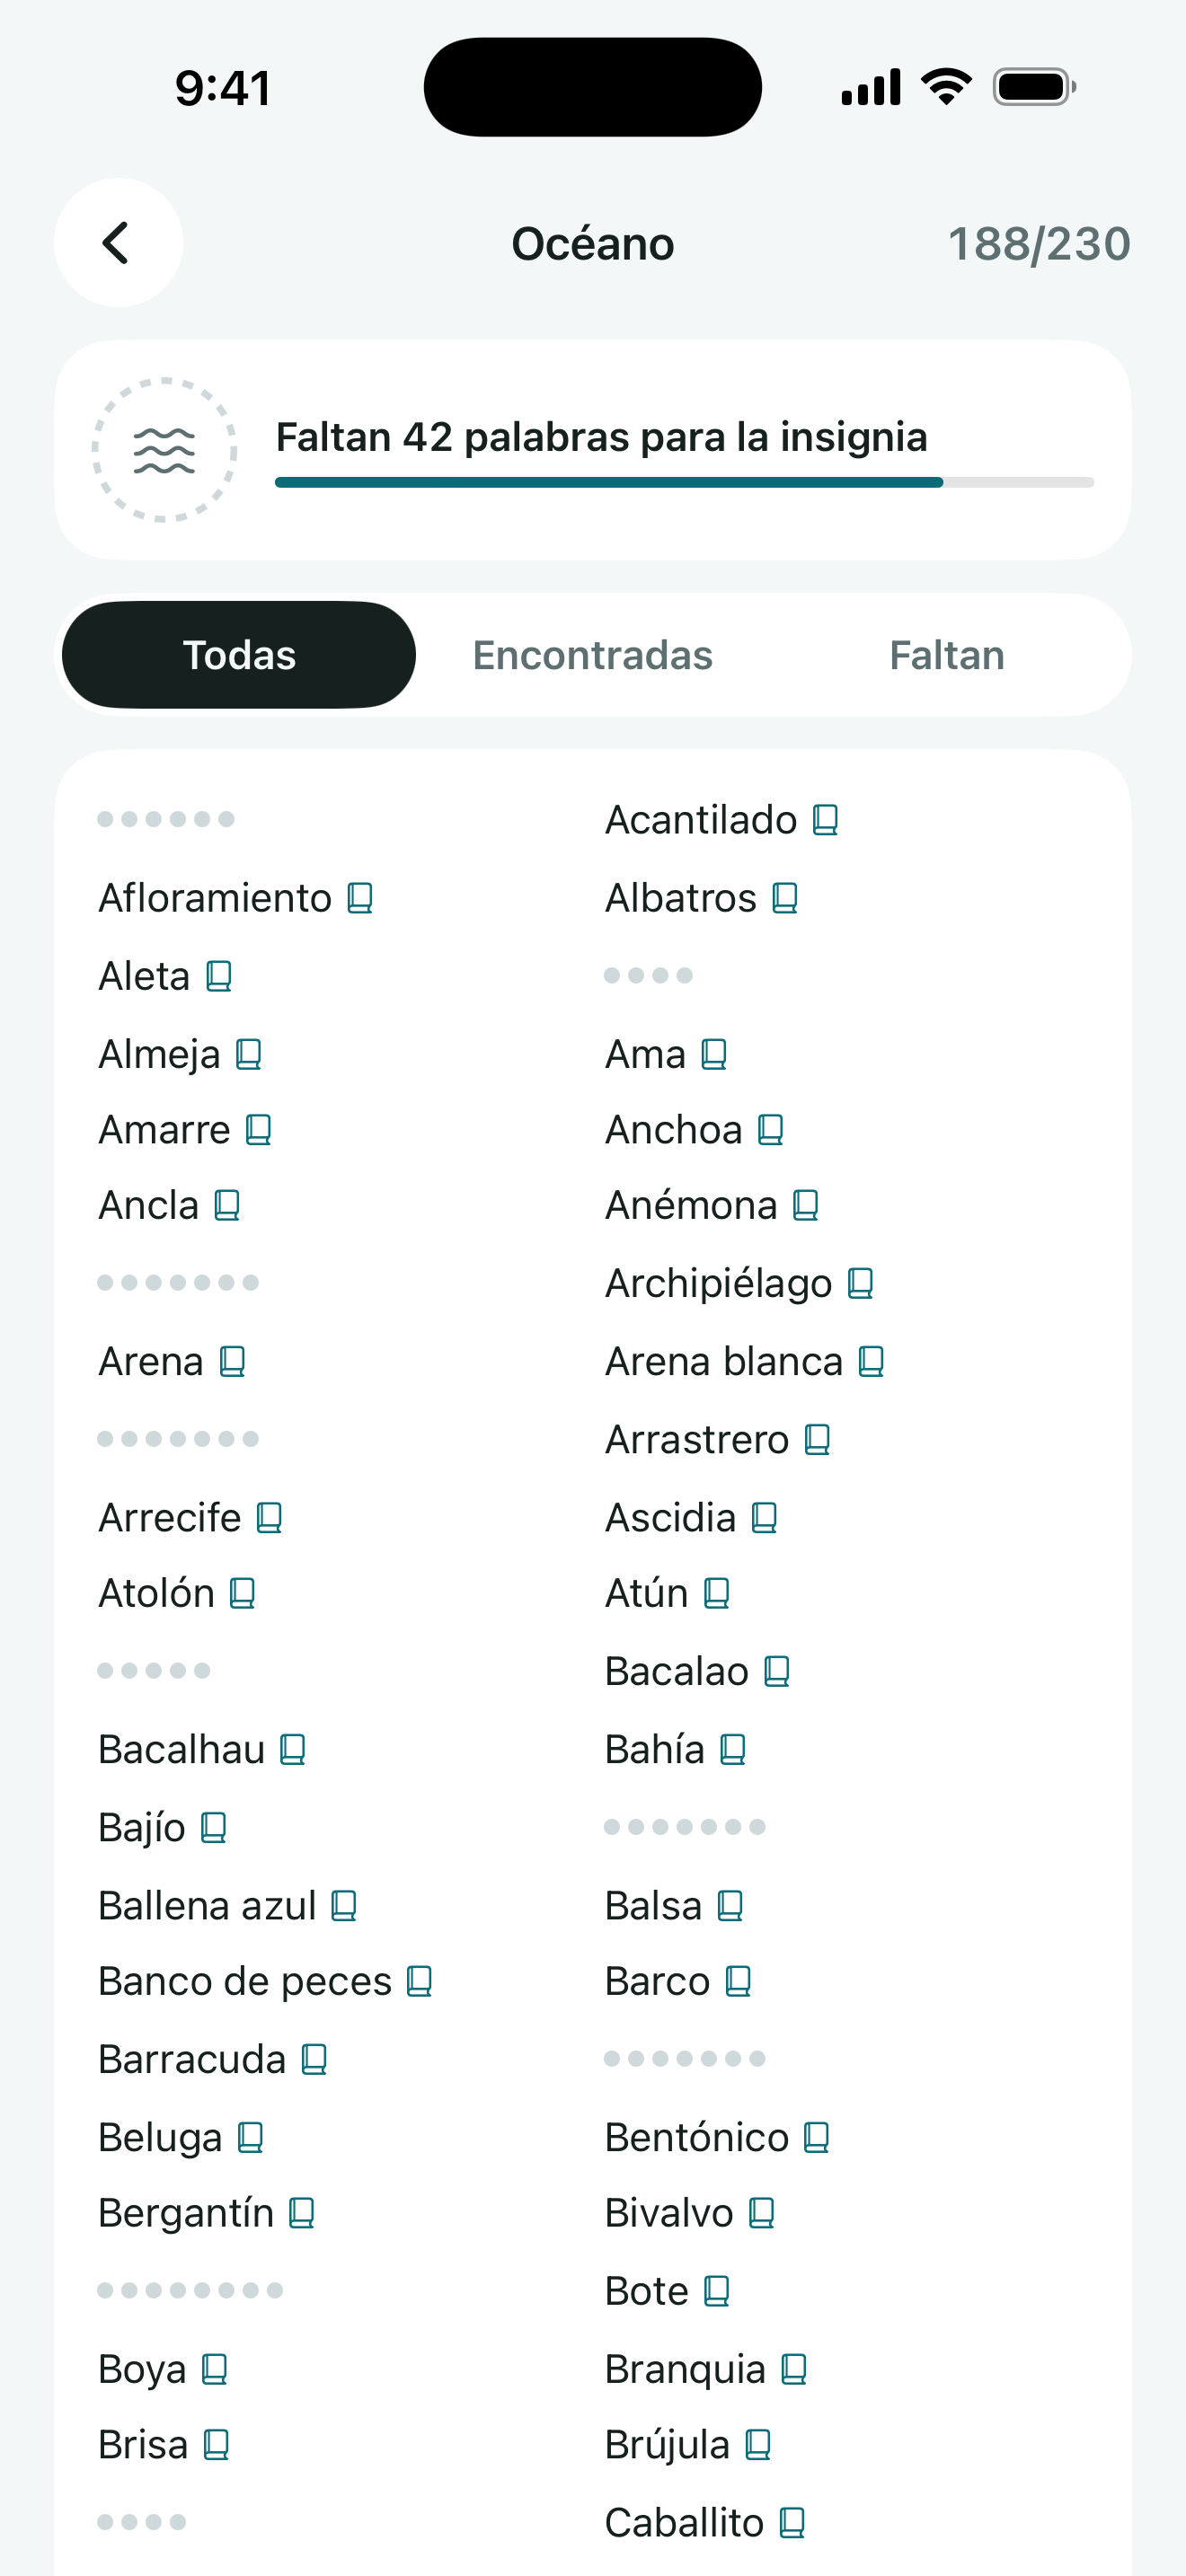 9:41
Océano
188/230
Faltan 42 palabras para la insignia
Todas
Encontradas
Faltan
Acantilado
Afloramiento
Albatros
Aleta
Almeja
Ama
Amarre
Anchoa
Ancla
Anémona
Archipiélago
Arena
Arena blanca
Arrastrero
Arrecife
Ascidia
Atolón
Atún
Bacalao
Bacalhau
Bahía
Bajío
Ballena azul
Balsa
Banco de peces
Barco
Barracuda
Beluga
Bentónico
Bergantín
Bivalvo
Bote
Boya
Branquia
Brisa
Brújula
Caballito